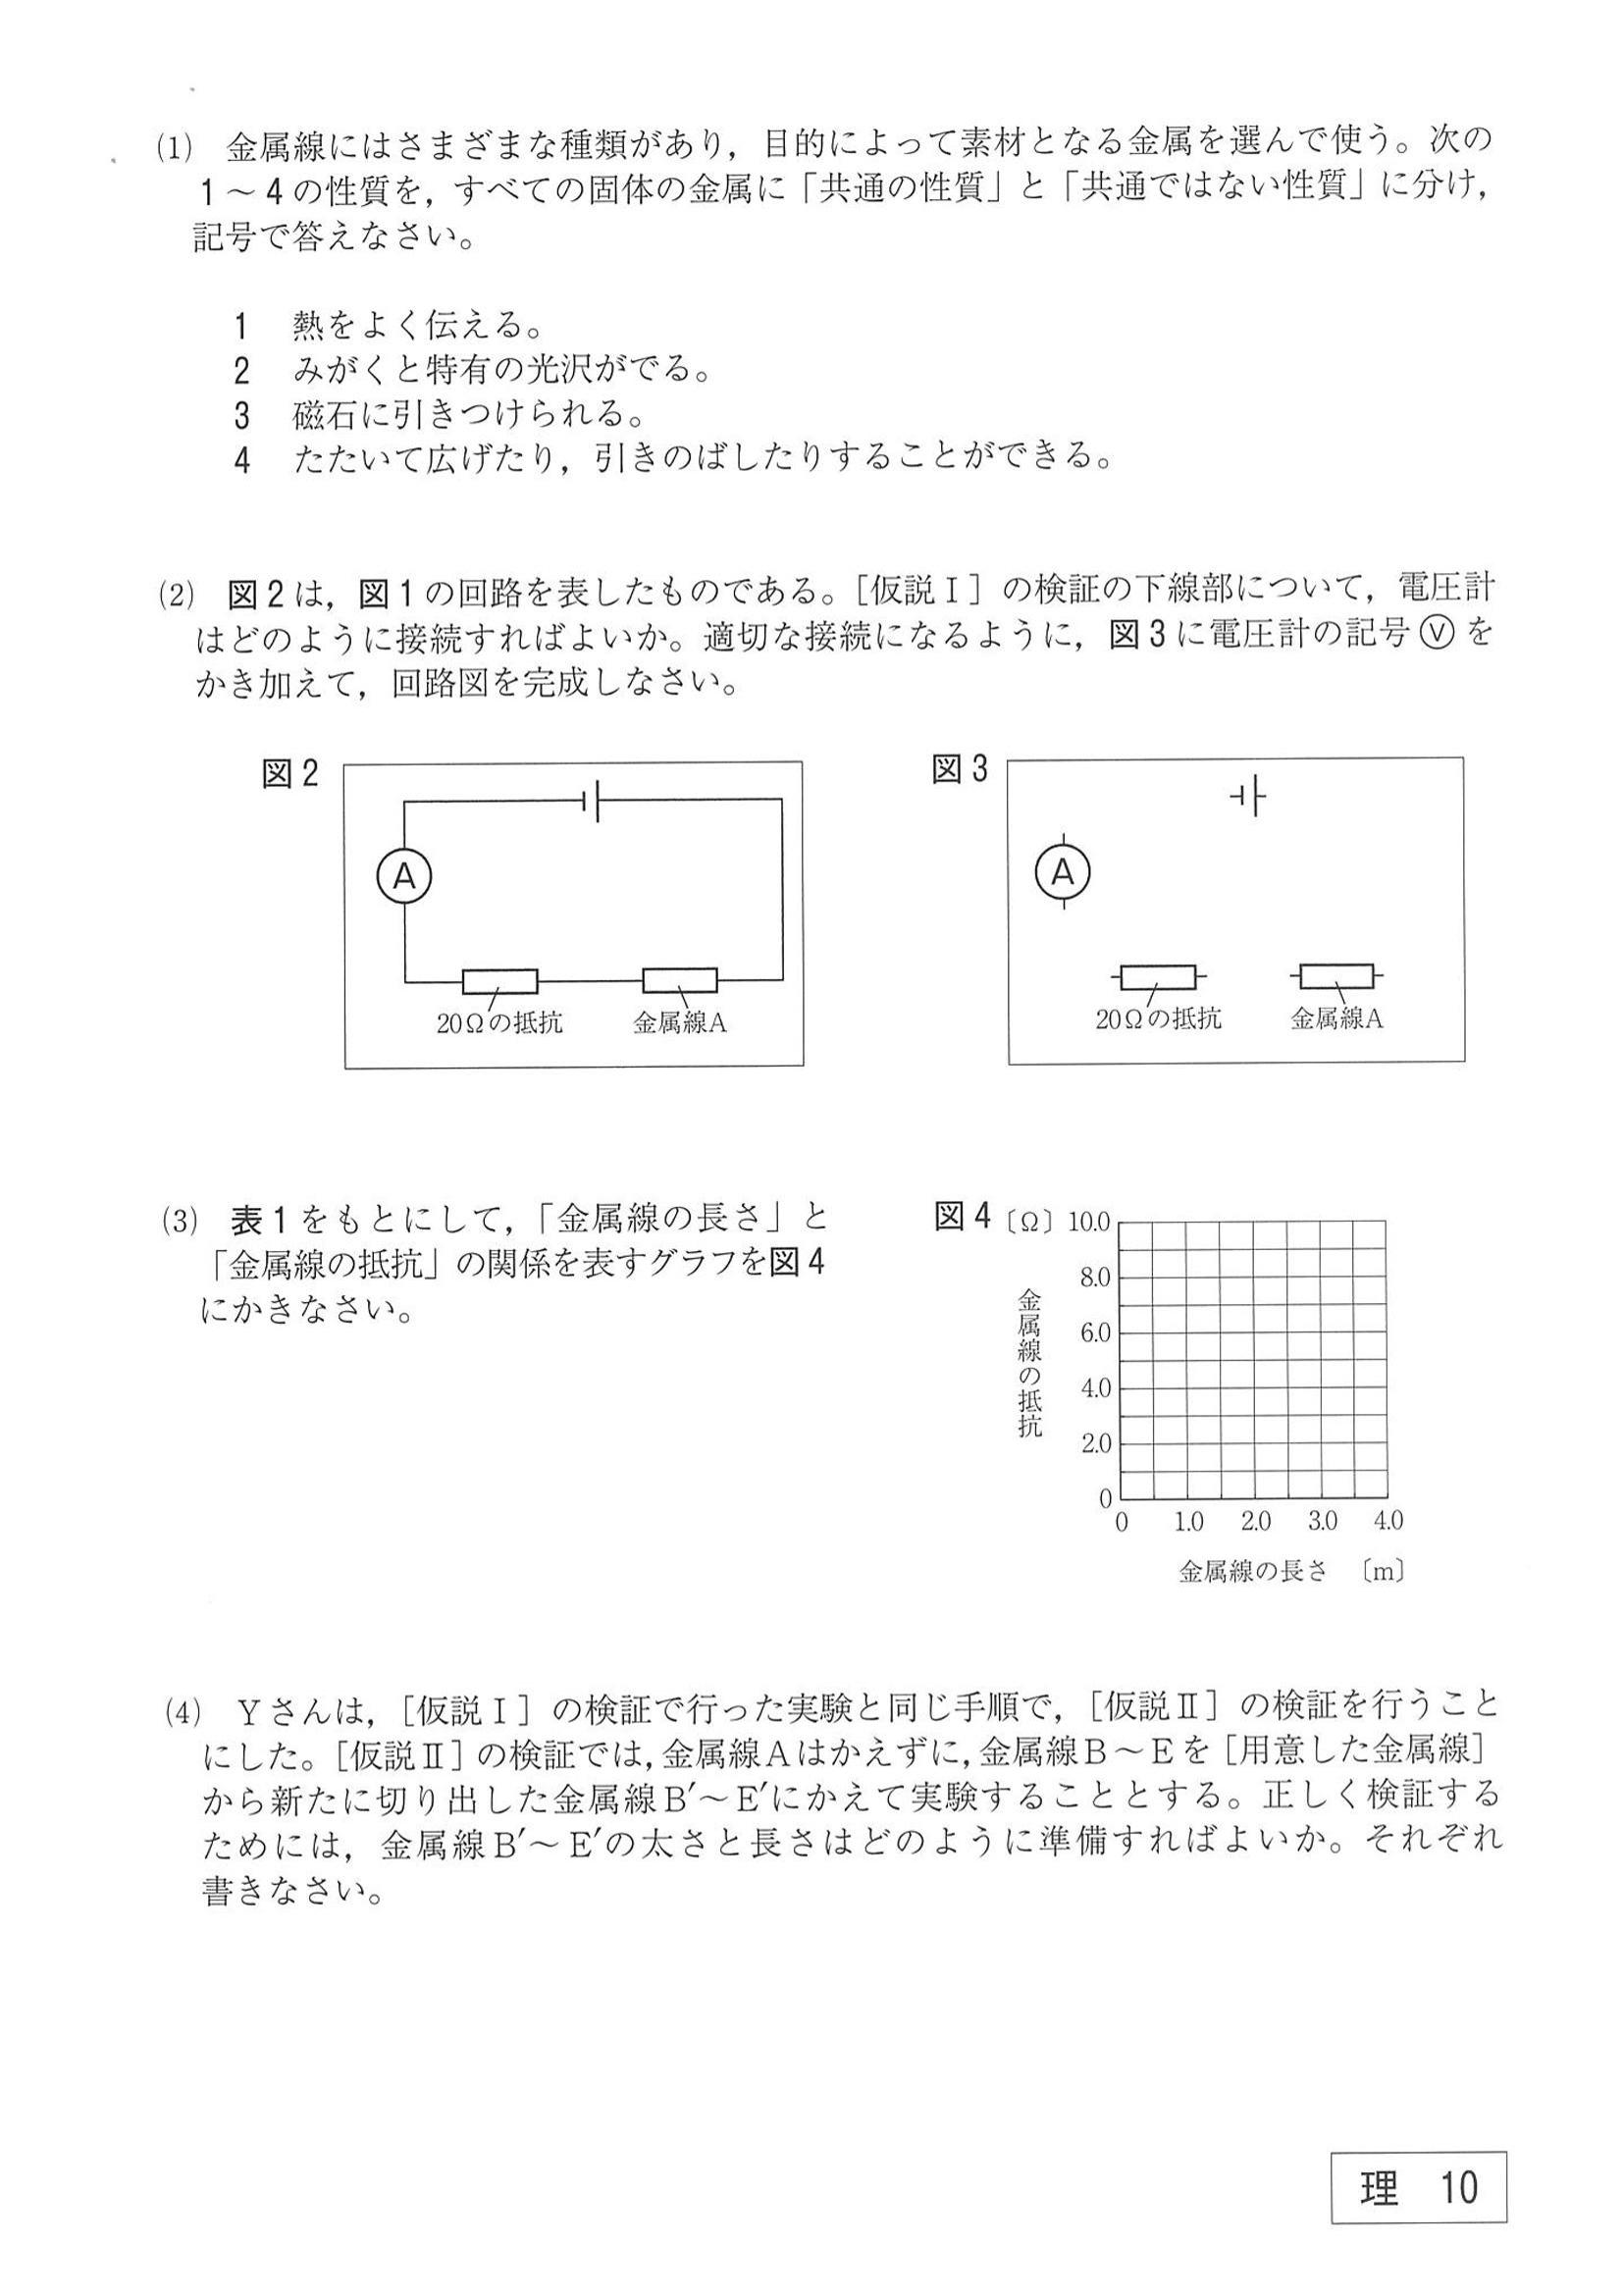 (1) 金属線にはさまざまな種類があり，目的によって素材となる金属を選んで使う。次の
1～4の性質を，すべての固体の金属に「共通の性質」と「共通ではない性質」に分け，
記号で答えなさい。
1 熱をよく伝える。
2 みがくと特有の光沢がでる。
3 磁石に引きつけられる。
4 たたいて広げたり，引きのばしたりすることができる。
(2) 図2は，図1の回路を表したものである。［仮説Ⅰ］の検証の下線部について，電圧計
はどのように接続すればよいか。適切な接続になるように，図3に電圧計の記号Ⓥを
かき加えて，回路図を完成しなさい。
図2
A
20Ωの抵抗 金属線A
図3
A
20Ωの抵抗 金属線A
(3) 表1をもとにして，「金属線の長さ」と
「金属線の抵抗」の関係を表すグラフを図4
にかきなさい。
図4
〔Ω〕 10.0
8.0
6.0
4.0
2.0
0
金属線の抵抗
0 1.0 2.0 3.0 4.0
金属線の長さ 〔m〕
(4) Yさんは，［仮説Ⅰ］の検証で行った実験と同じ手順で，［仮説Ⅱ］の検証を行うこと
にした。［仮説Ⅱ］の検証では，金属線Aはかえずに，金属線B～Eを［用意した金属線］
から新たに切り出した金属線B′～E′にかえて実験することとする。正しく検証する
ためには，金属線B′～E′の太さと長さはどのように準備すればよいか。それぞれ
書きなさい。
理 10